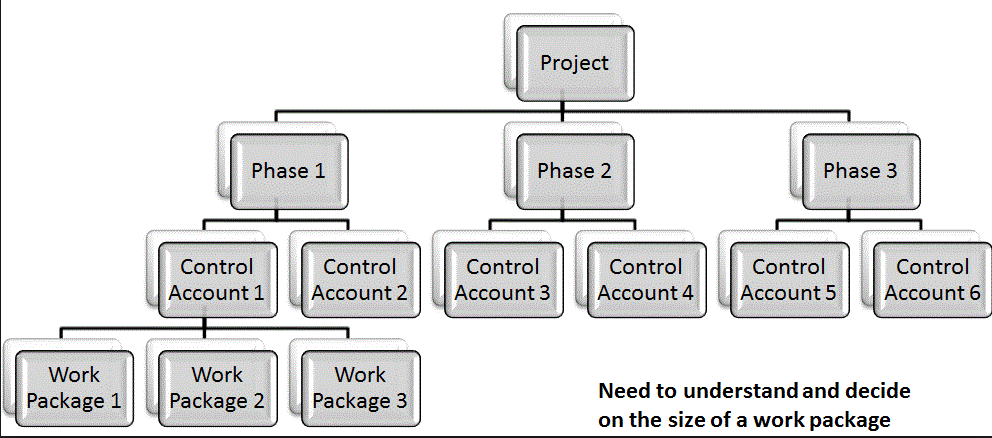 Project
Phase 1
Phase 2
Phase 3
Control
Account 1
Control
Account 2
Control
Account 3
Control
Account 4
Control
Account 5
Control
Account 6
Work
Package 1
Work
Package 2
Work
Package 3
Need to understand and decide
on the size of a work package